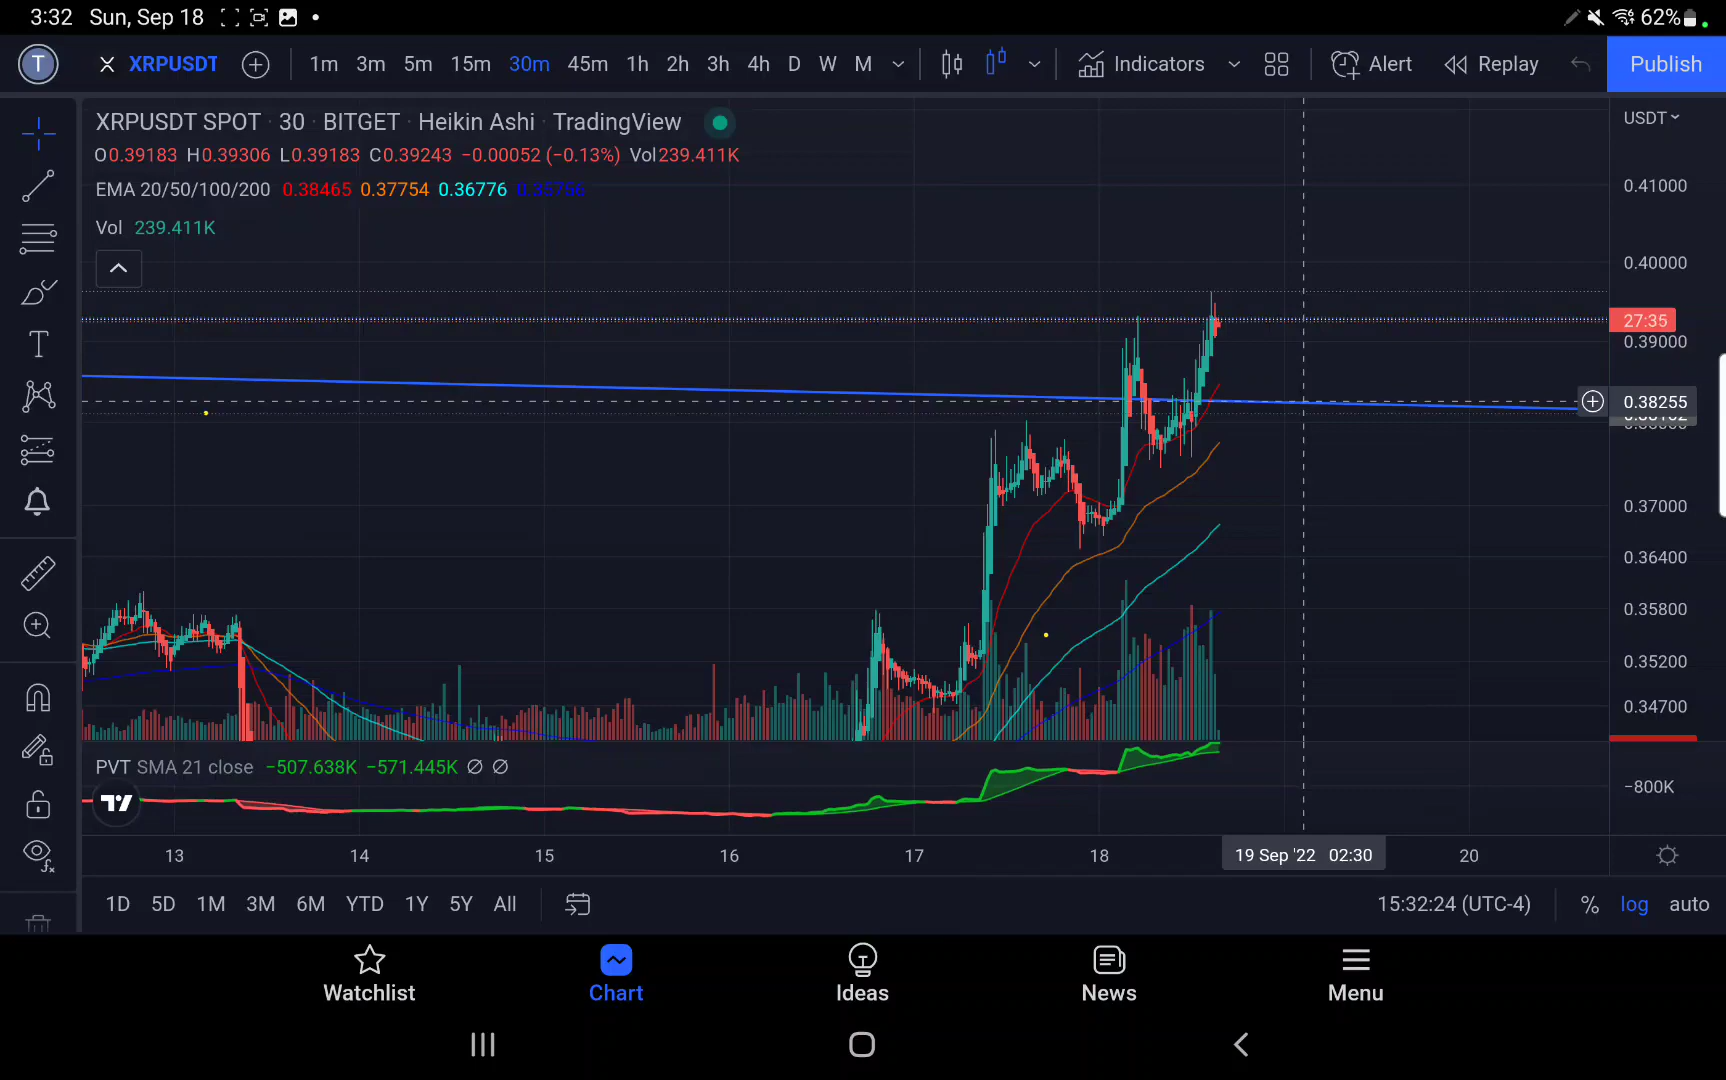 3:32 Sun, Sep 18 62%
T XRPUSDT 1m 3m 5m 15m 30m 45m 1h 2h 3h 4h D W M Indicators Alert Replay Publish
XRPUSDT SPOT · 30 · BITGET · Heikin Ashi · TradingView
USDT
O0.39183 H0.39306 L0.39183 C0.39243 −0.00052 (−0.13%) Vol239.411K
EMA 20/50/100/200 0.38465 0.37754 0.36776 0.35756
0.41000
Vol 239.411K
0.40000
27:35
0.39000
0.38255
0.37000
0.36400
0.35800
0.35200
0.34700
PVT SMA 21 close −507.638K −571.445K ∅ ∅
−800K
13 14 15 16 17 18 19 Sep '22 02:30 20
1D 5D 1M 3M 6M YTD 1Y 5Y All 15:32:24 (UTC-4) % log auto
Watchlist Chart Ideas News Menu